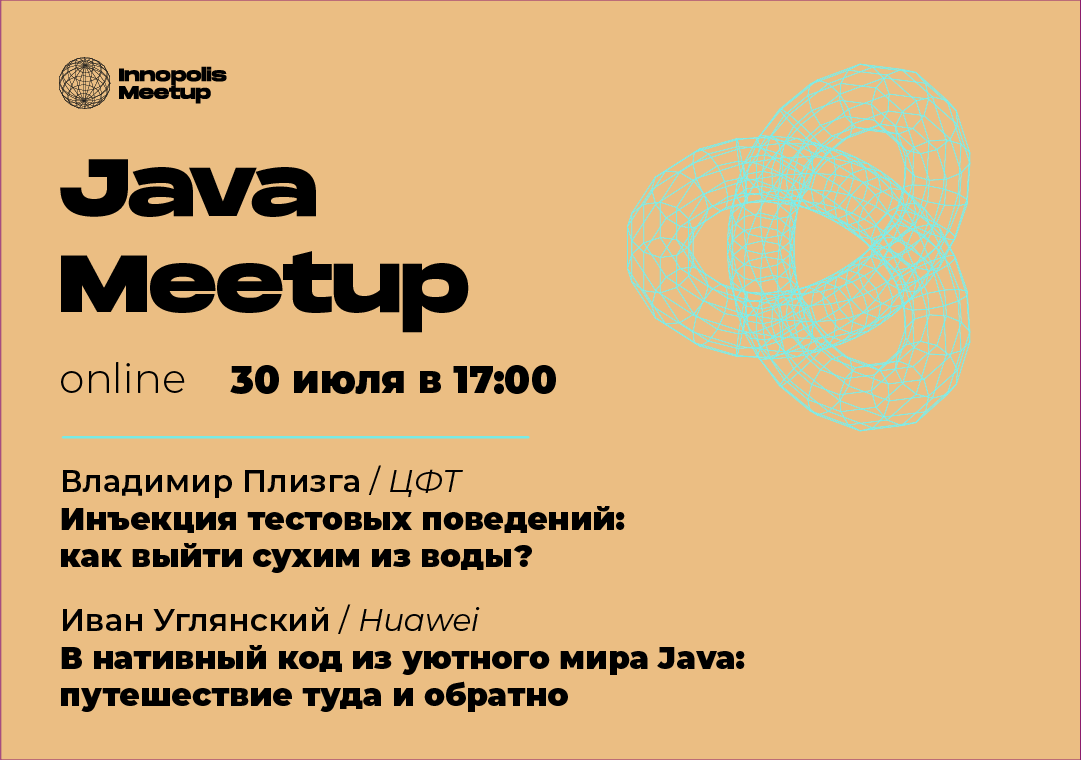 Innopolis
Meetup
Java
Meetup
online 30 июля в 17:00
Владимир Плизга / ЦФТ
Инъекция тестовых поведений:
как выйти сухим из воды?
Иван Углянский / Huawei
В нативный код из уютного мира Java:
путешествие туда и обратно